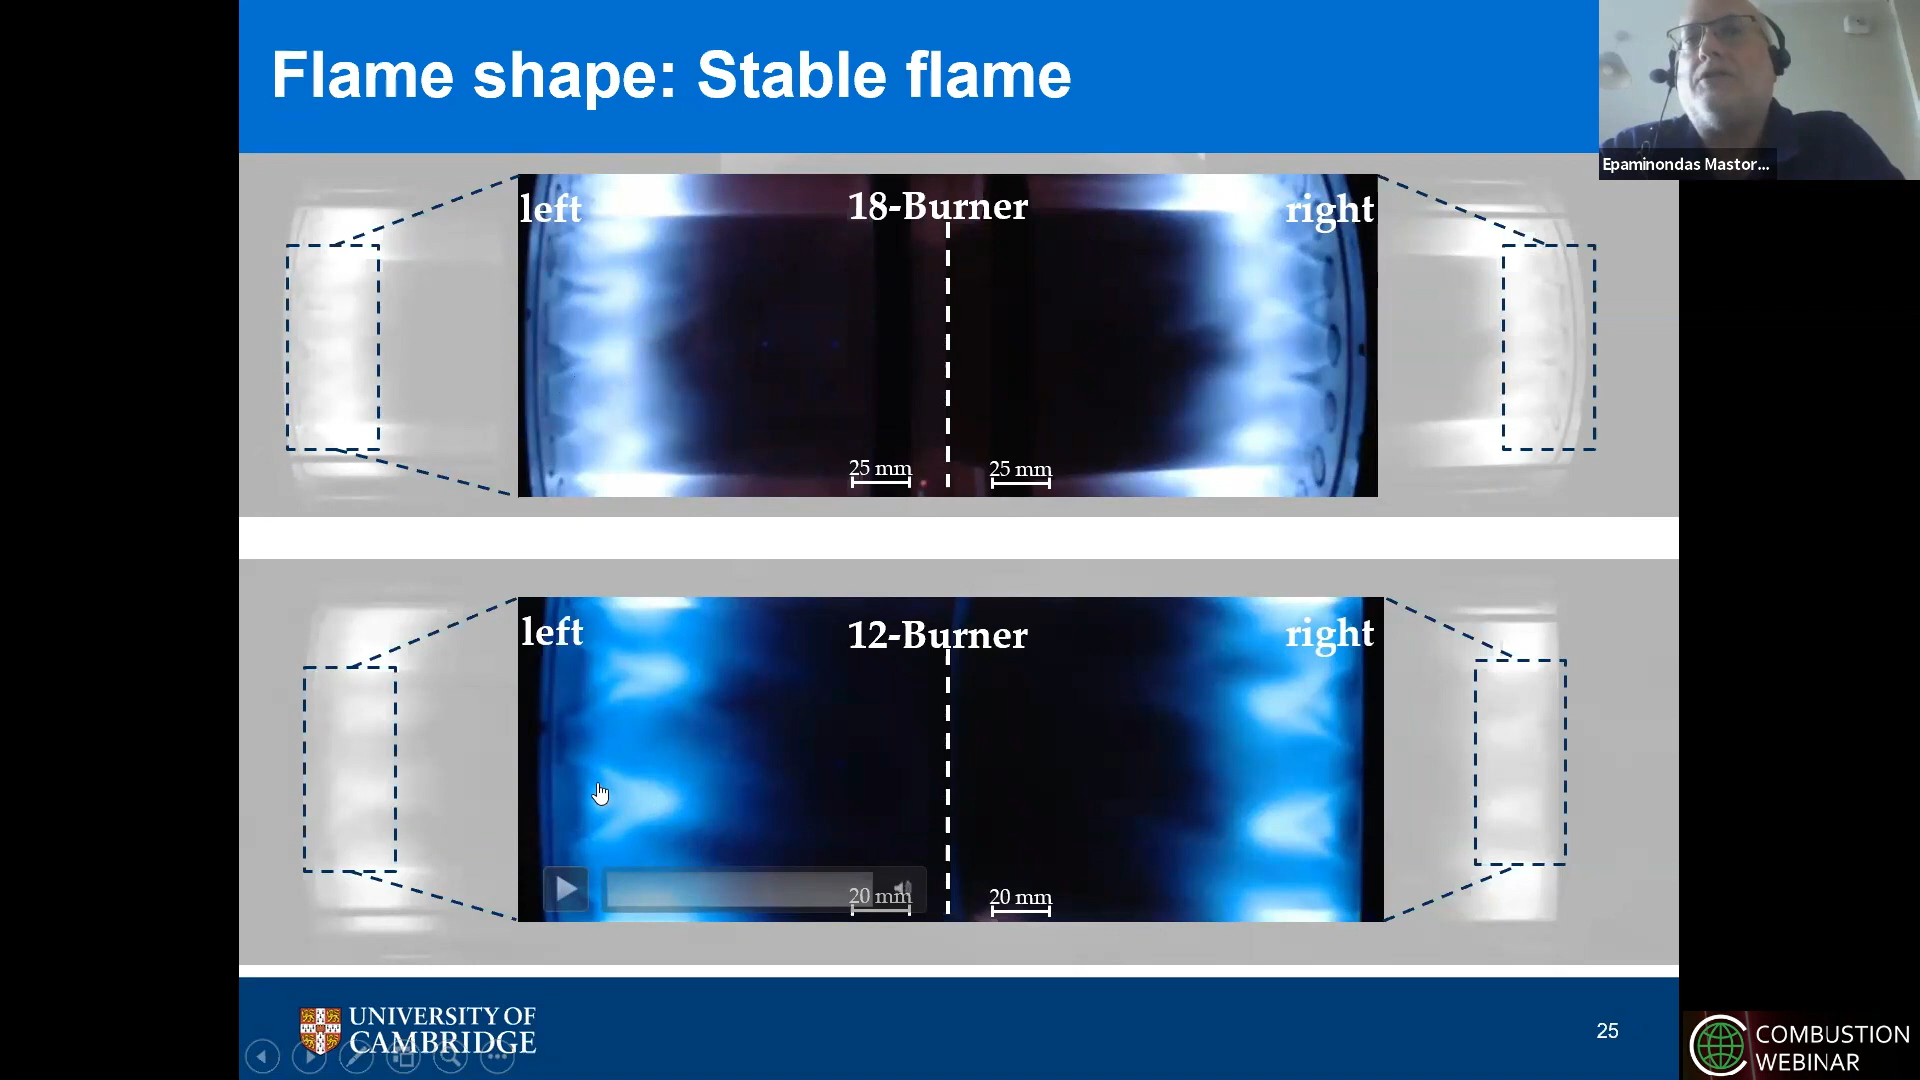 Flame shape: Stable flame
Epaminondas Mastor...
left
18-Burner
right
25 mm
25 mm
left
12-Burner
right
20 mm
20 mm
UNIVERSITY OF
CAMBRIDGE
25
COMBUSTION
WEBINAR